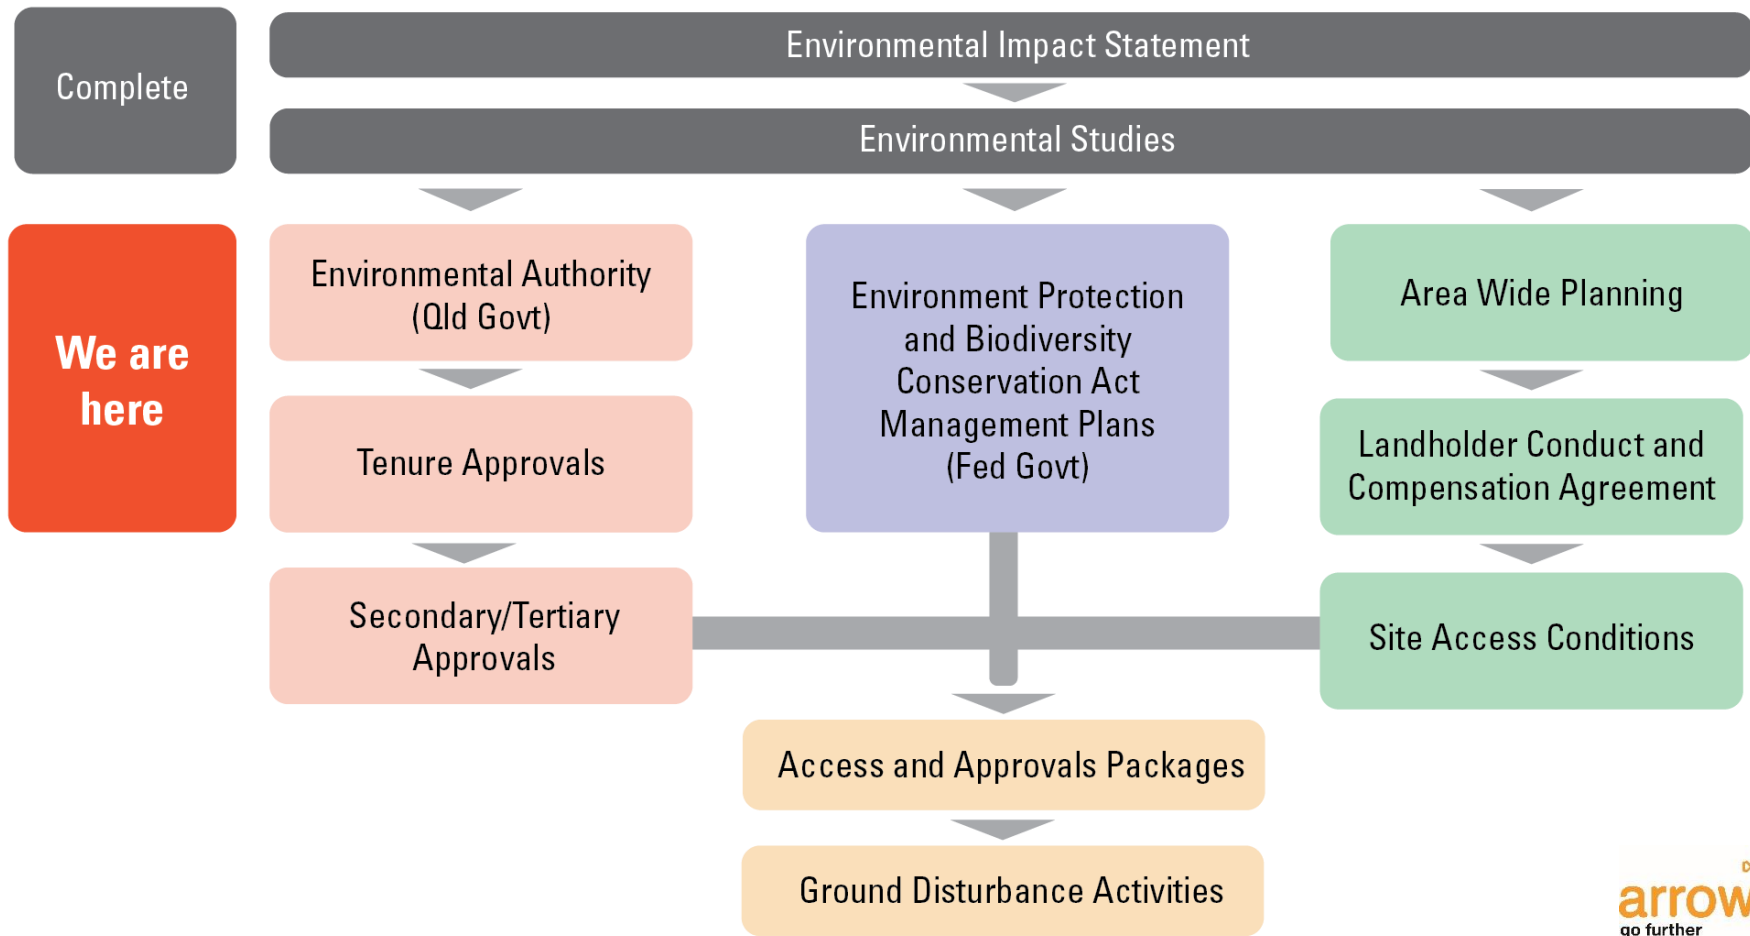 Complete
Environmental Impact Statement
Environmental Studies
We are
here
Environmental Authority
(Qld Govt)
Tenure Approvals
Secondary/Tertiary
Approvals
Environment Protection
and Biodiversity
Conservation Act
Management Plans
(Fed Govt)
Area Wide Planning
Landholder Conduct and
Compensation Agreement
Site Access Conditions
Access and Approvals Packages
Ground Disturbance Activities
arrow
go further